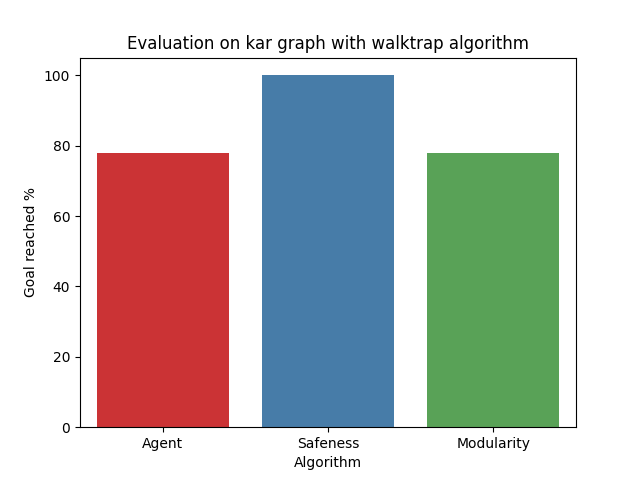 Evaluation on kar graph with walktrap algorithm
Goal reached %
100
80
60
40
20
0
Agent Safeness Modularity
Algorithm